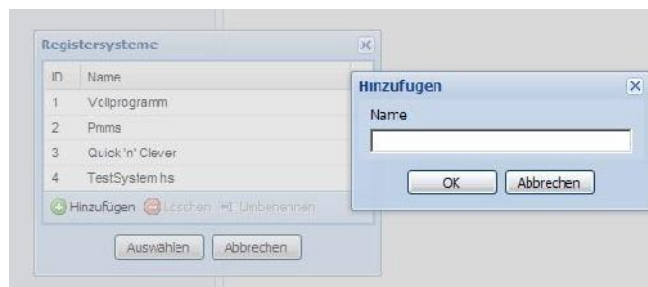 Registersysteme
ID Name
1 Vollprogramm
2 Pmms
3 Quick 'n' Clever
4 TestSystem hs
Hinzufügen Löschen Umbenennen
Auswählen Abbrechen
Hinzufugen
Name
OK Abbrechen